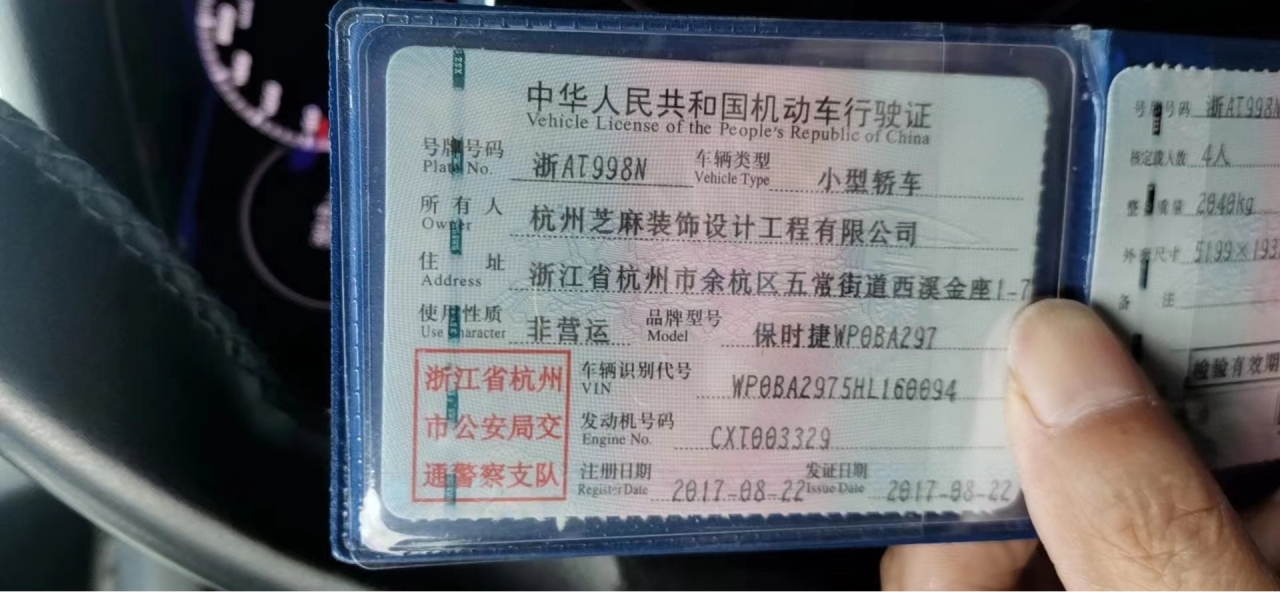 中华人民共和国机动车行驶证
Vehicle License of the People's Republic of China
号牌号码 浙AT998N 车辆类型 小型轿车
Plate No. Vehicle Type
所有人 杭州芝麻装饰设计工程有限公司
Owner
住址 浙江省杭州市余杭区五常街道西溪金座1-7
Address
使用性质 非营运 品牌型号 保时捷WP0BA297
Use Character Model
浙江省杭州
市公安局交
通警察支队
车辆识别代号 WP0BA2975HL160094
VIN
发动机号码 CXT003329
Engine No.
注册日期 2017-08-22 发证日期 2017-08-22
Register Date Issue Date
号牌号码 浙AT998N
核定载人数 4人
整备质量 2040kg
外廓尺寸 5199×193
备注
检验有效期